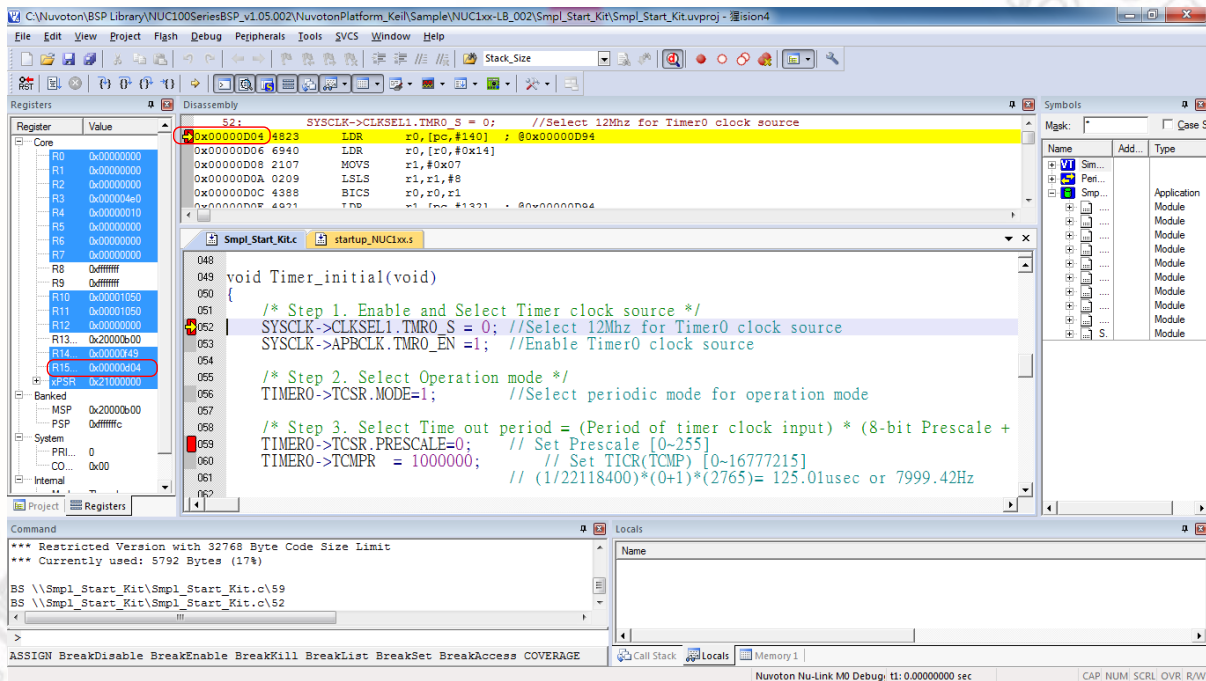 C:\Nuvoton\BSP Library\NUC100SeriesBSP_v1.05.002\NuvotonPlatform_Keil\Sample\NUC1xx-LB_002\Smpl_Start_Kit\Smpl_Start_Kit.uvproj - 獯ision4
File Edit View Project Flash Debug Peripherals Tools SVCS Window Help
Stack_Size
RST
Registers
Register Value
Core
R0 0x00000000
R1 0x00000000
R2 0x00000000
R3 0x000004e0
R4 0x00000010
R5 0x00000000
R6 0x00000000
R7 0x00000000
R8 0xffffffff
R9 0xffffffff
R10 0x00001050
R11 0x00001050
R12 0x00000000
R13... 0x20000b00
R14... 0x00000f49
R15... 0x00000d04
xPSR 0x21000000
Banked
MSP 0x20000b00
PSP 0xfffffffc
System
PRI... 0
CO... 0x00
Internal
Project Registers
Disassembly
52: SYSCLK->CLKSEL1.TMR0_S = 0; //Select 12Mhz for Timer0 clock source
0x00000D04 4823 LDR r0,[pc,#140] ; @0x00000D94
0x00000D06 6940 LDR r0,[r0,#0x14]
0x00000D08 2107 MOVS r1,#0x07
0x00000D0A 0209 LSLS r1,r1,#8
0x00000D0C 4388 BICS r0,r0,r1
0x00000D0E 4921 LDR r1,[pc,#132] ; @0x00000D94
Smpl_Start_Kit.c startup_NUC1xx.s
048
049 void Timer_initial(void)
050 {
051 /* Step 1. Enable and Select Timer clock source */
052 SYSCLK->CLKSEL1.TMR0_S = 0; //Select 12Mhz for Timer0 clock source
053 SYSCLK->APBCLK.TMR0_EN =1; //Enable Timer0 clock source
054
055 /* Step 2. Select Operation mode */
056 TIMER0->TCSR.MODE=1; //Select periodic mode for operation mode
057
058 /* Step 3. Select Time out period = (Period of timer clock input) * (8-bit Prescale +
059 TIMER0->TCSR.PRESCALE=0; // Set Prescale [0~255]
060 TIMER0->TCMPR = 1000000; // Set TICR(TCMP) [0~16777215]
061 // (1/22118400)*(0+1)*(2765)= 125.01usec or 7999.42Hz
062
Symbols
Mask: * Case S
Name Add... Type
Sim...
Peri...
Smp... Application
... Module
... Module
... Module
... Module
... Module
... Module
... Module
... Module
... Module
S. Module
Command
*** Restricted Version with 32768 Byte Code Size Limit
*** Currently used: 5792 Bytes (17%)
BS \\Smpl_Start_Kit\Smpl_Start_Kit.c\59
BS \\Smpl_Start_Kit\Smpl_Start_Kit.c\52
>
ASSIGN BreakDisable BreakEnable BreakKill BreakList BreakSet BreakAccess COVERAGE
Locals
Name
Call Stack Locals Memory 1
Nuvoton Nu-Link M0 Debug t1: 0.00000000 sec CAP NUM SCRL OVR R/W